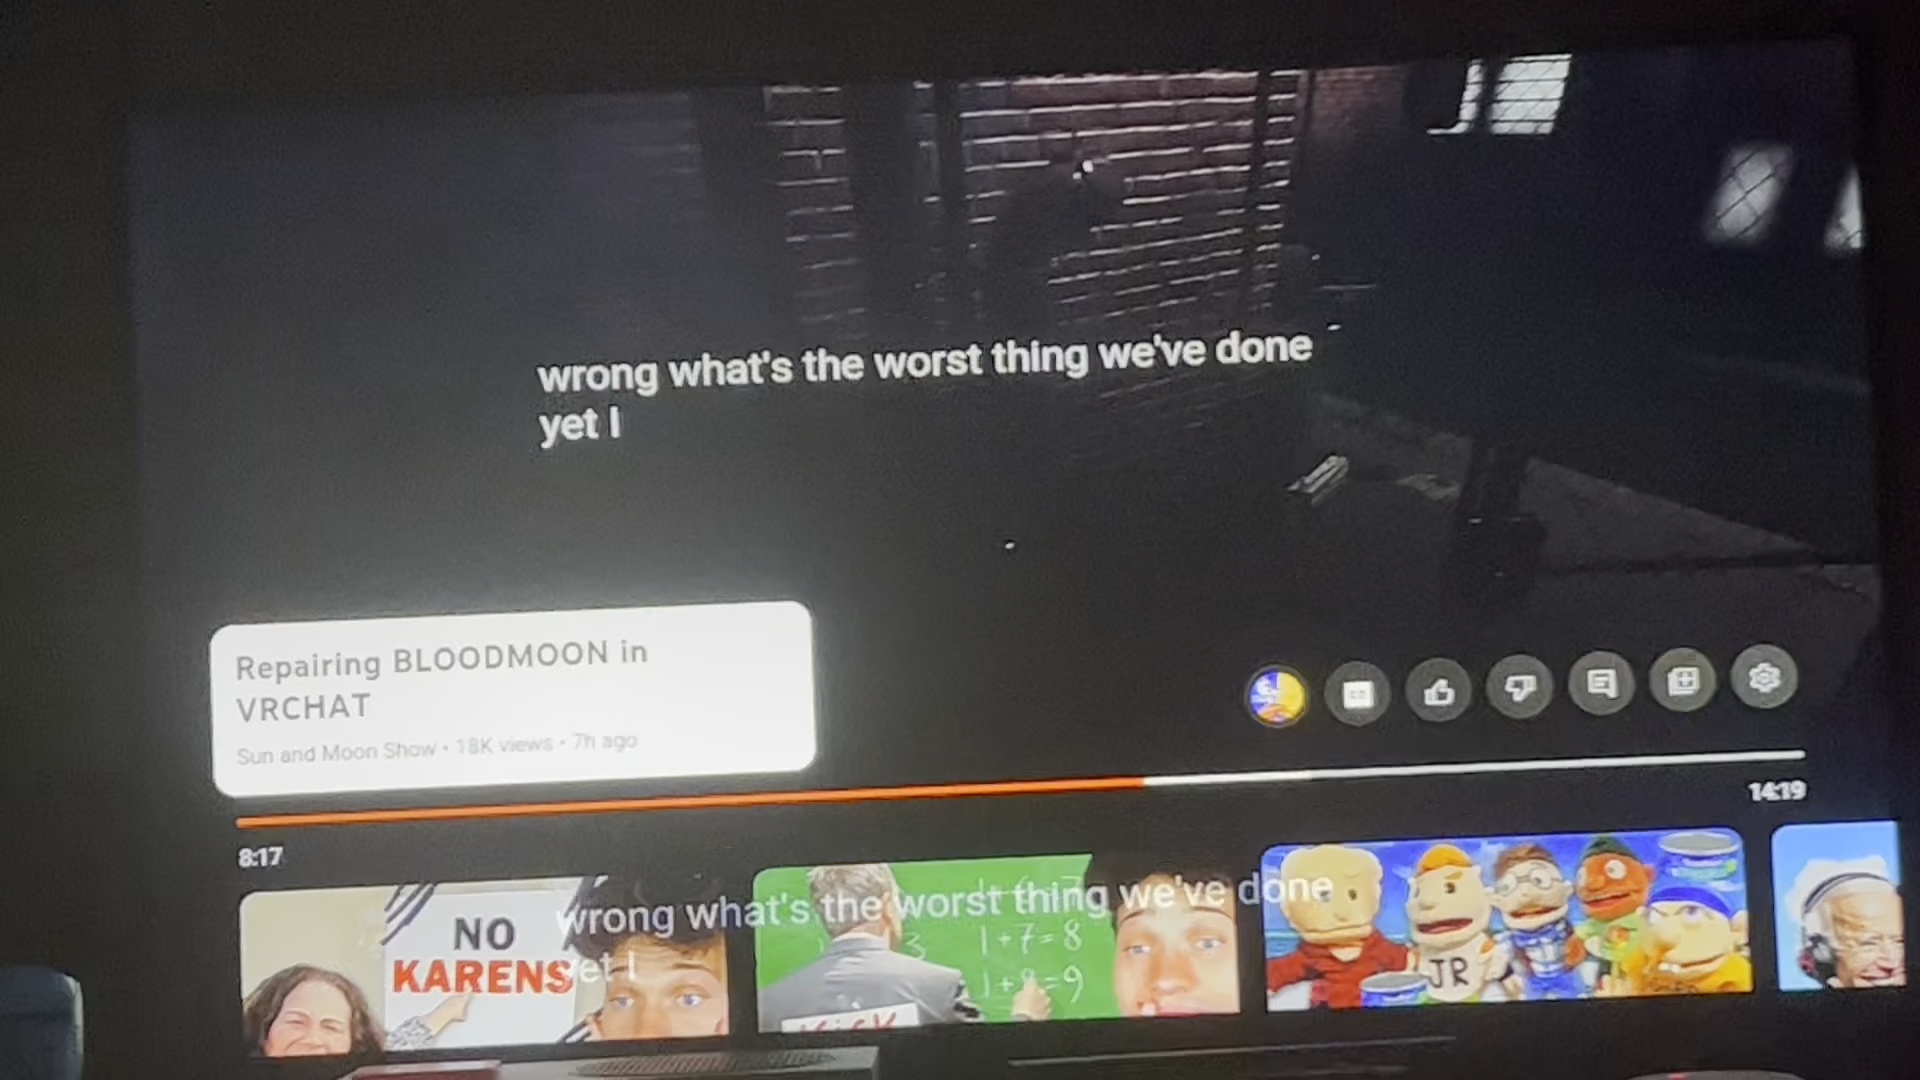 wrong what's the worst thing we've done
yet I
Repairing BLOODMOON in
VRCHAT
Sun and Moon Show • 18K views • 7h ago
14:19
8:17
wrong what's the worst thing we've done
yet I
NO
KARENS
3
1+7=8
1+8=9
JR